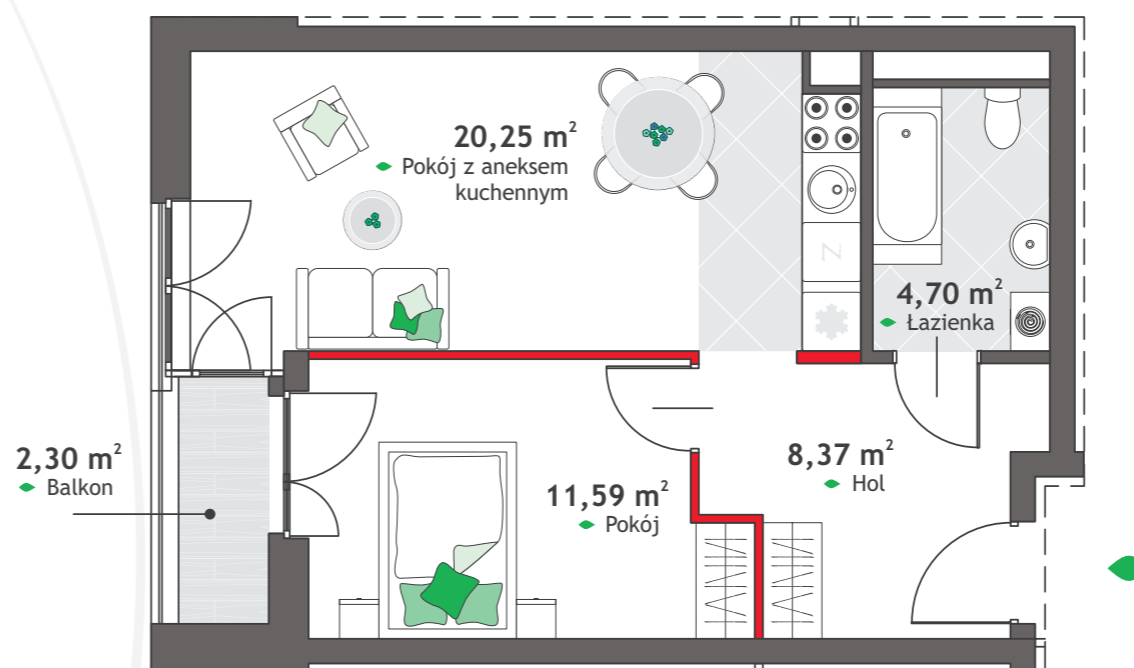 20,25 m²
Pokój z aneksem
kuchennym
N
4,70 m²
Łazienka
2,30 m²
Balkon
11,59 m²
Pokój
8,37 m²
Hol